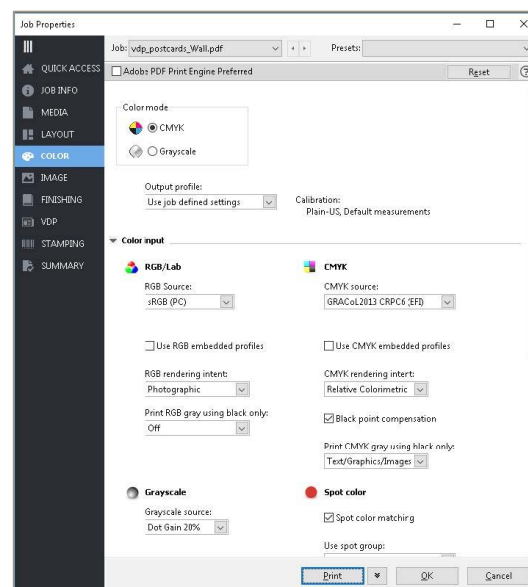 Job Properties
Job: vdp_postcards_Wall.pdf
Presets:
QUICK ACCESS
JOB INFO
MEDIA
LAYOUT
COLOR
IMAGE
FINISHING
VDP
STAMPING
SUMMARY
Adobe PDF Print Engine Preferred
Reset
Color mode
CMYK
Grayscale
Output profile:
Use job defined settings
Calibration:
Plain-US, Default measurements
Color input
RGB/Lab
RGB Source:
sRGB (PC)
Use RGB embedded profiles
RGB rendering intent:
Photographic
Print RGB gray using black only:
Off
CMYK
CMYK source:
GRACoL2013 CRPC6 (EFI)
Use CMYK embedded profiles
CMYK rendering intent:
Relative Colorimetric
Black point compensation
Print CMYK gray using black only:
Text/Graphics/Images
Grayscale
Grayscale source:
Dot Gain 20%
Spot color
Spot color matching
Use spot group:
Print
OK
Cancel